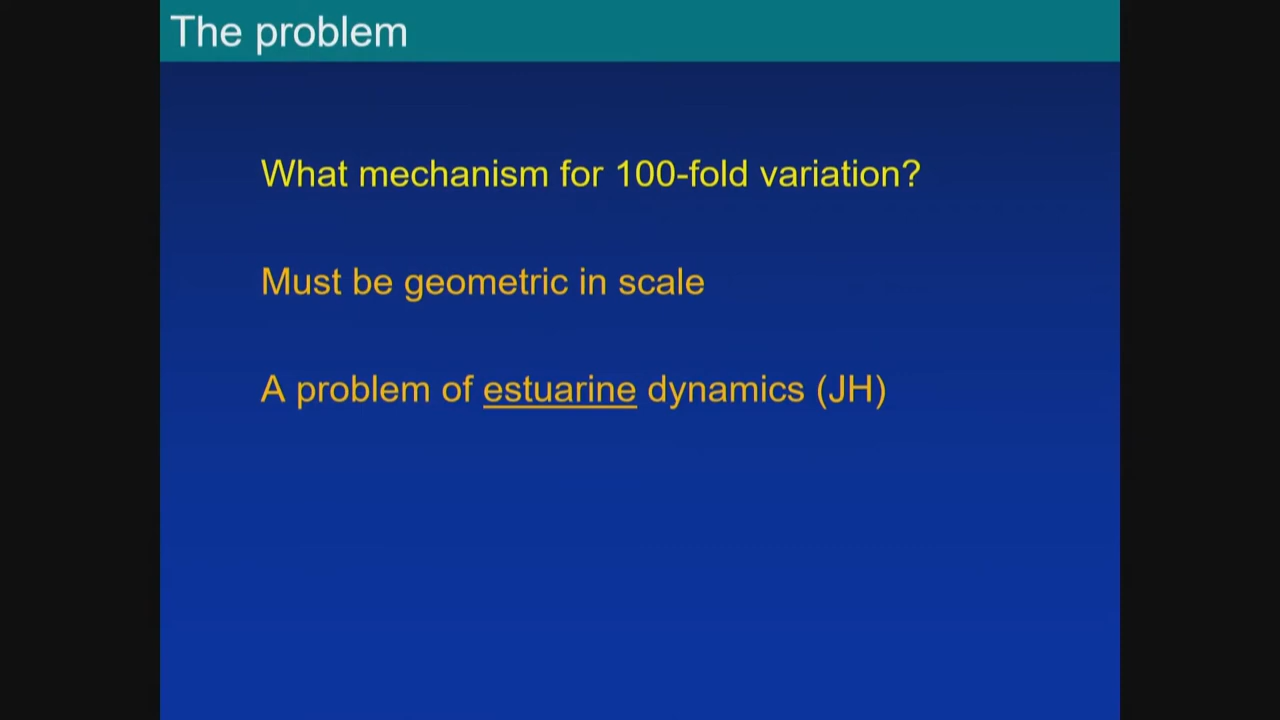 The problem
What mechanism for 100-fold variation?
Must be geometric in scale
A problem of estuarine dynamics (JH)